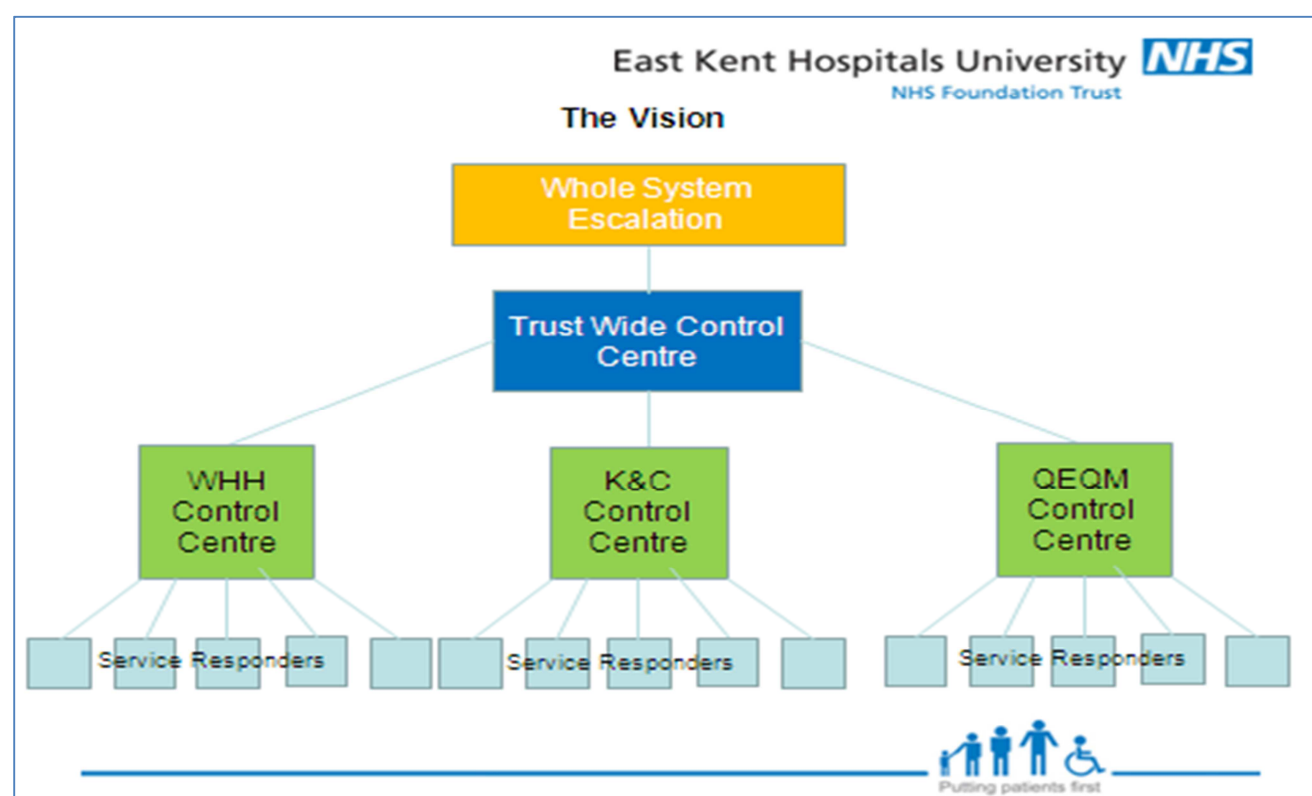 East Kent Hospitals University NHS
NHS Foundation Trust
The Vision
Whole System
Escalation
Trust Wide Control
Centre
WHH
Control
Centre
K&C
Control
Centre
QEQM
Control
Centre
Service Responders
Service Responders
Service Responders
Putting patients first